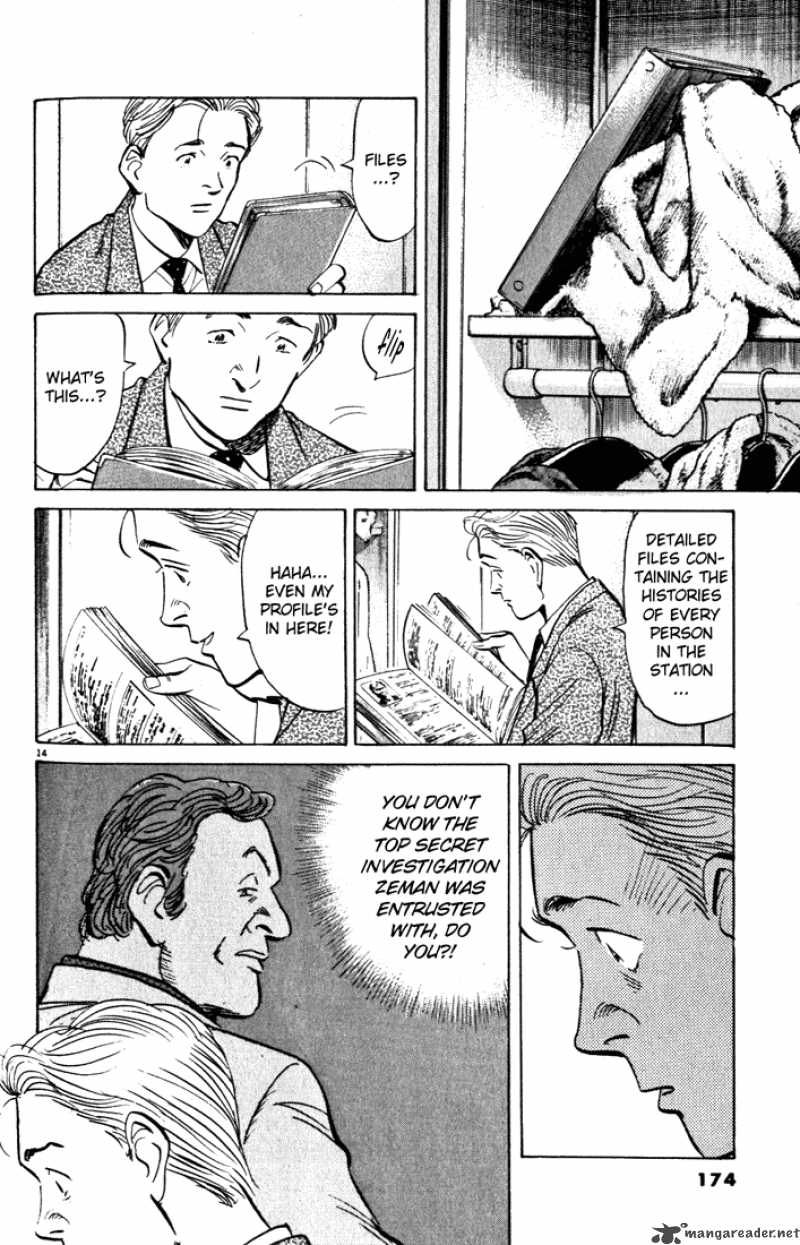 FILES
...?
flip
WHAT'S
THIS...?
HAHA...
EVEN MY
PROFILE'S
IN HERE!
DETAILED
FILES CON-
TAINING THE
HISTORIES
OF EVERY
PERSON
IN THE
STATION
...
14
YOU DON'T
KNOW THE
TOP SECRET
INVESTIGATION
ZEMAN WAS
ENTRUSTED
WITH, DO
YOU?!
174
mangareader.net